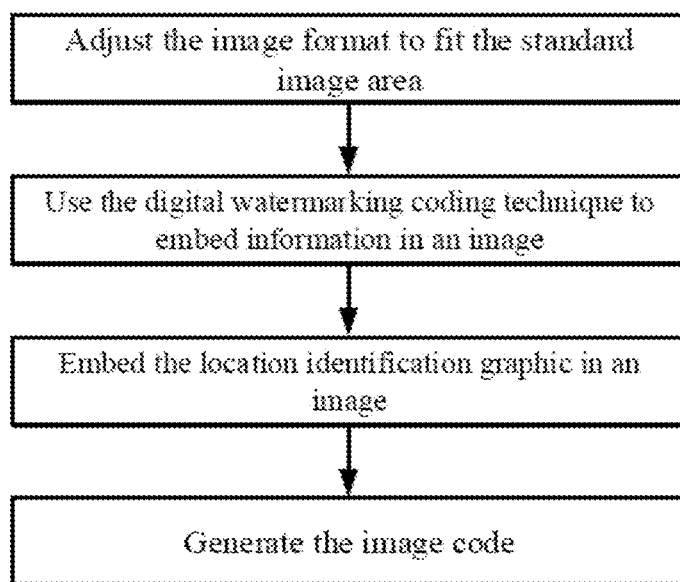 Adjust the image format to fit the standard
image area
Use the digital watermarking coding technique to
embed information in an image
Embed the location identification graphic in an
image
Generate the image code